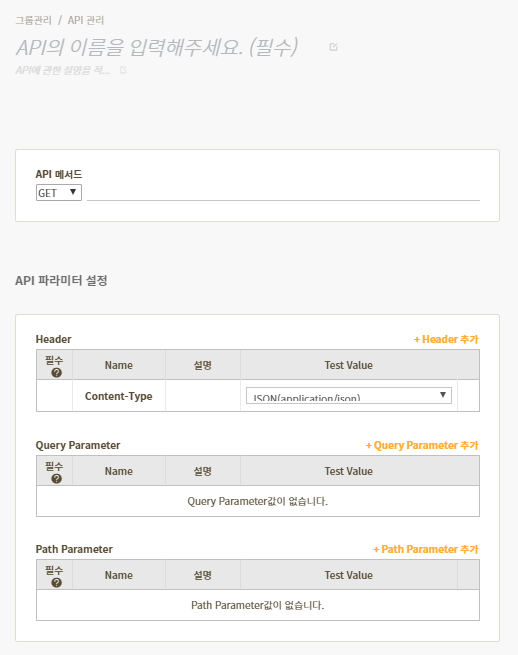 그룹관리 / API 관리
API의 이름을 입력해주세요. (필수)
API에 관한 설명을 적...
API 메서드
GET
API 파라미터 설정
Header + Header 추가
필수 Name 설명 Test Value
Content-Type JSON(application/json)
Query Parameter + Query Parameter 추가
필수 Name 설명 Test Value
Query Parameter값이 없습니다.
Path Parameter + Path Parameter 추가
필수 Name 설명 Test Value
Path Parameter값이 없습니다.